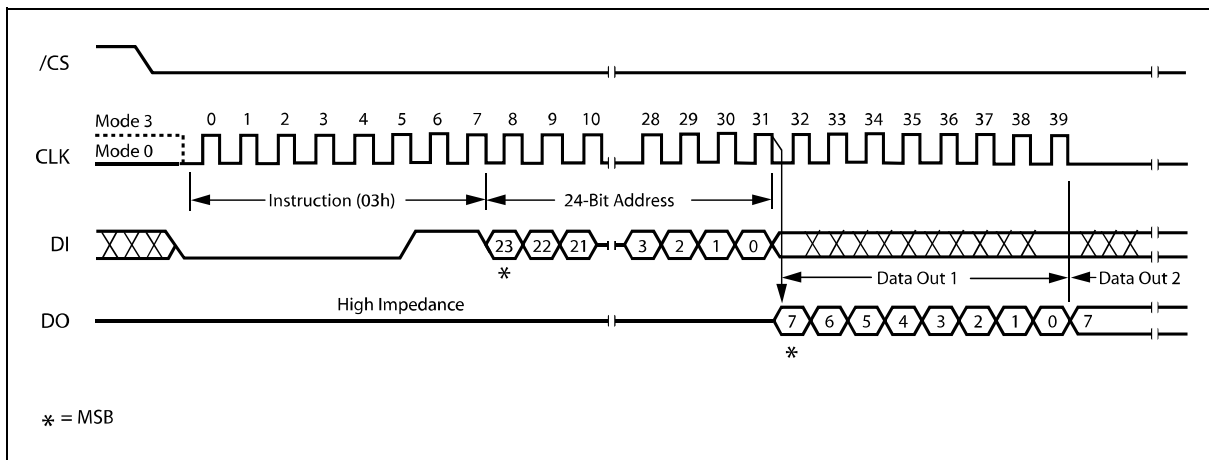 /CS
Mode 3
0 1 2 3 4 5 6 7 8 9 10 28 29 30 31 32 33 34 35 36 37 38 39
CLK
Mode 0
Instruction (03h)
24-Bit Address
DI
23 22 21 3 2 1 0
*
Data Out 1
Data Out 2
High Impedance
DO
7 6 5 4 3 2 1 0 7
*
* = MSB